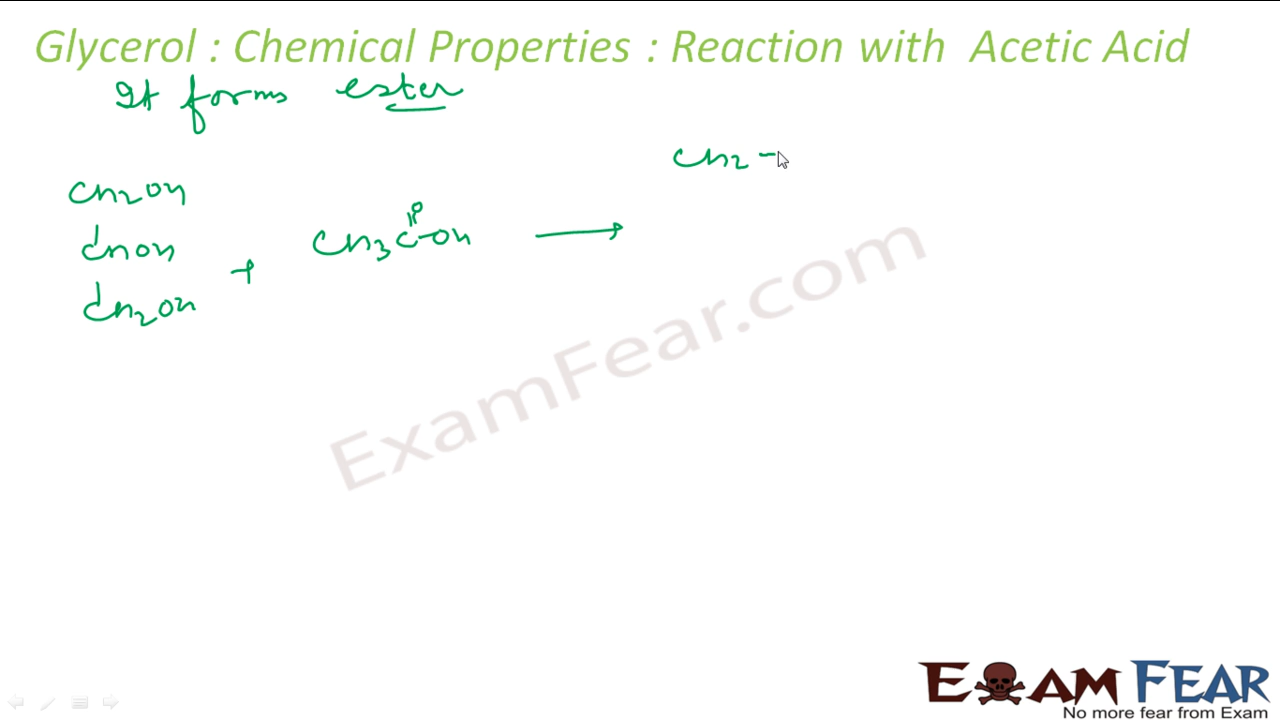 Glycerol : Chemical Properties : Reaction with Acetic Acid
It forms ester
CH2 -
CH2OH
CHOH
CH2OH
+
O
CH3C-OH
ExamFear.com
EXAM FEAR
No more fear from Exam